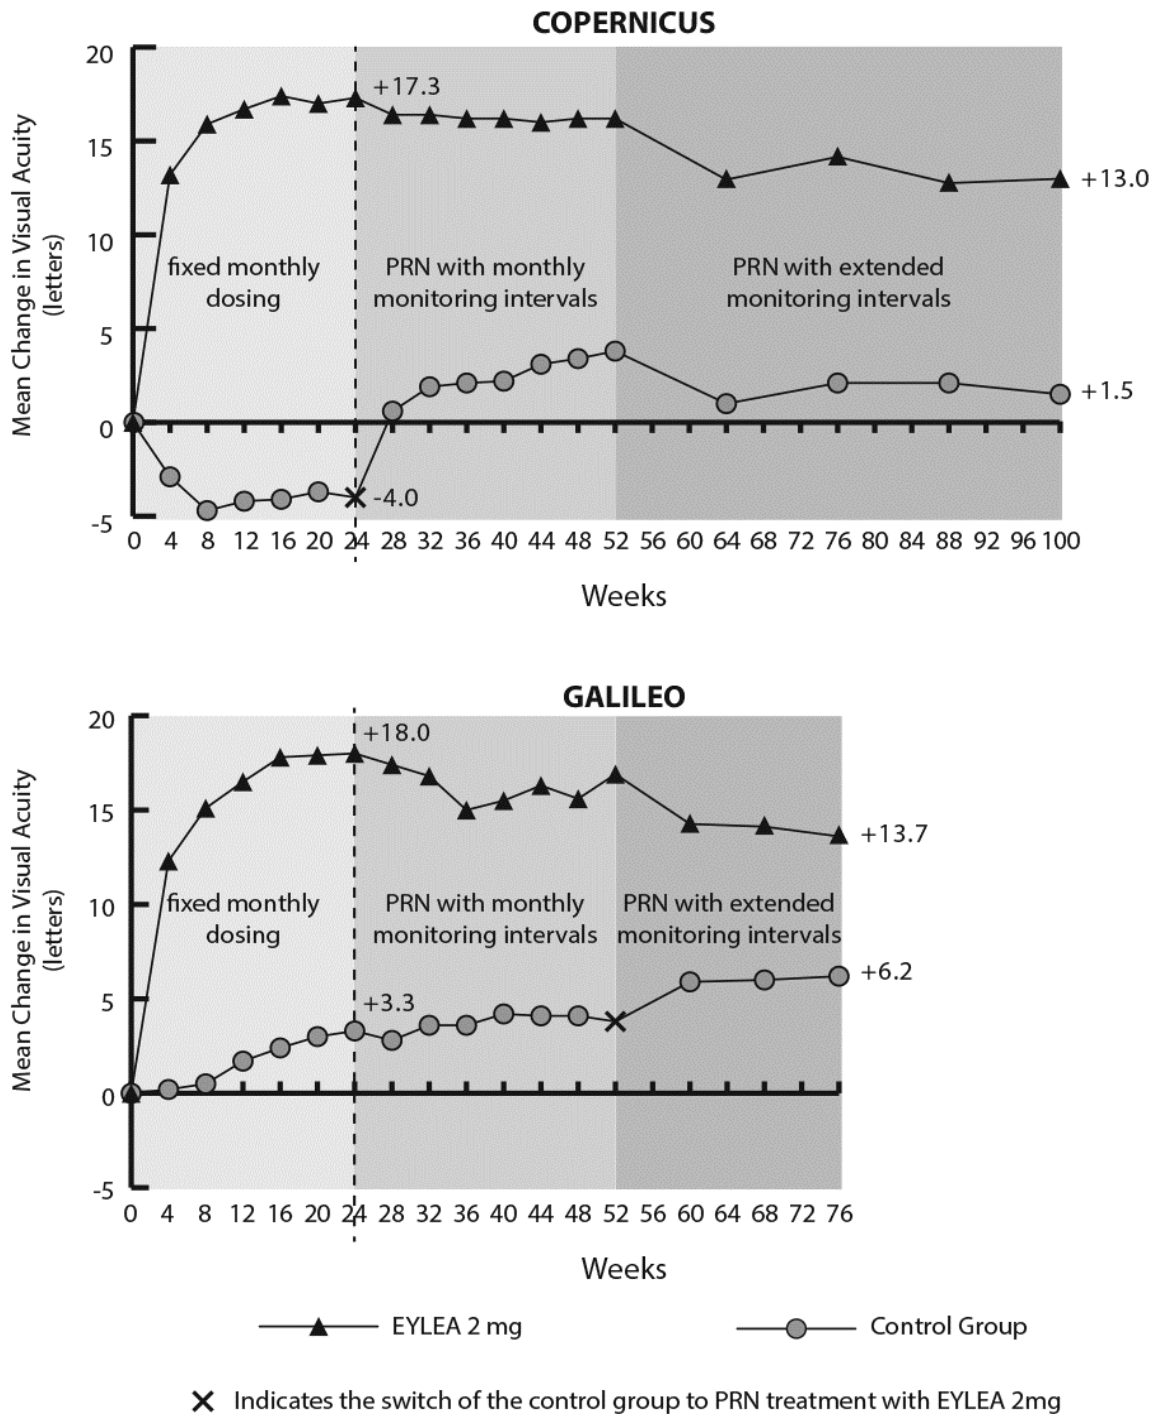 COPERNICUS
Mean Change in Visual Acuity
(letters)
20
15
10
5
0
-5
+17.3
+13.0
fixed monthly
dosing
PRN with monthly
monitoring intervals
PRN with extended
monitoring intervals
+1.5
-4.0
0 4 8 12 16 20 24 28 32 36 40 44 48 52 56 60 64 68 72 76 80 84 88 92 96 100
Weeks
GALILEO
Mean Change in Visual Acuity
(letters)
20
15
10
5
0
-5
+18.0
+13.7
fixed monthly
dosing
PRN with monthly
monitoring intervals
PRN with extended
monitoring intervals
+6.2
+3.3
0 4 8 12 16 20 24 28 32 36 40 44 48 52 56 60 64 68 72 76
Weeks
EYLEA 2 mg
Control Group
Indicates the switch of the control group to PRN treatment with EYLEA 2mg